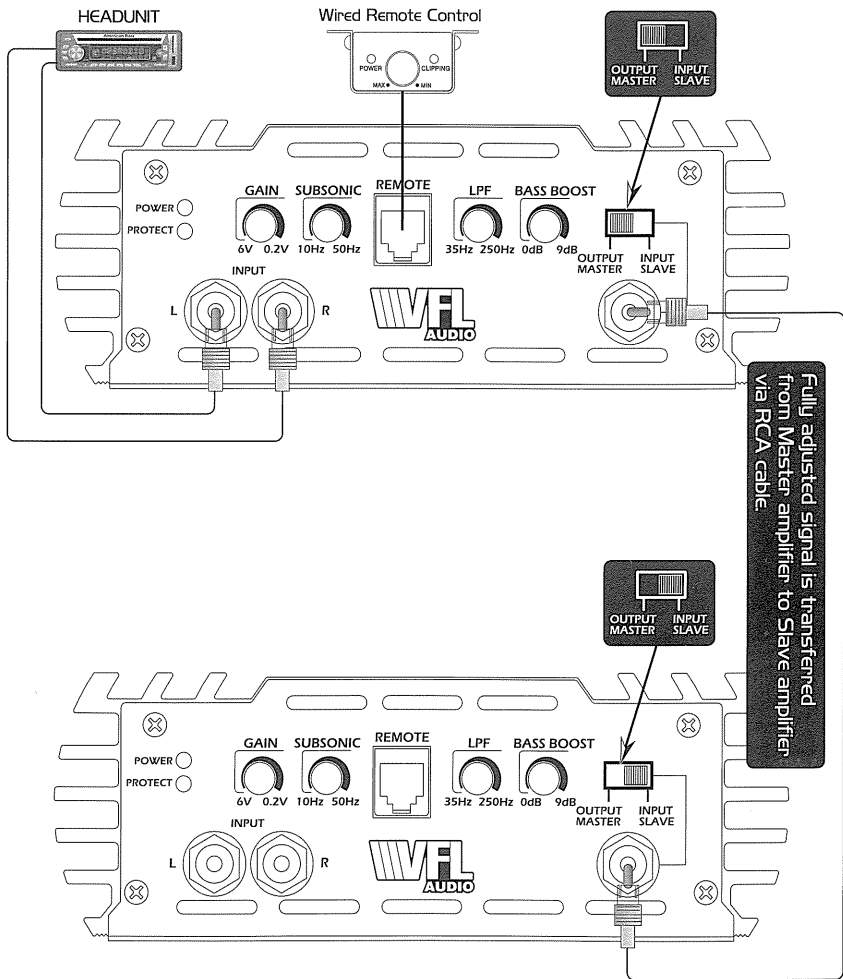 HEADUNIT
Wired Remote Control
American Bass
POWER
CLIPPING
MAX
MIN
OUTPUT MASTER
INPUT SLAVE
GAIN
SUBSONIC
REMOTE
LPF
BASS BOOST
POWER
PROTECT
6V 0.2V
10Hz 50Hz
35Hz 250Hz
0dB 9dB
OUTPUT MASTER
INPUT SLAVE
INPUT
L
R
VFL
AUDIO
Fully adjusted signal is transferred
from Master amplifier to Slave amplifier
via RCA cable.
OUTPUT MASTER
INPUT SLAVE
GAIN
SUBSONIC
REMOTE
LPF
BASS BOOST
POWER
PROTECT
6V 0.2V
10Hz 50Hz
35Hz 250Hz
0dB 9dB
OUTPUT MASTER
INPUT SLAVE
INPUT
L
R
VFL
AUDIO